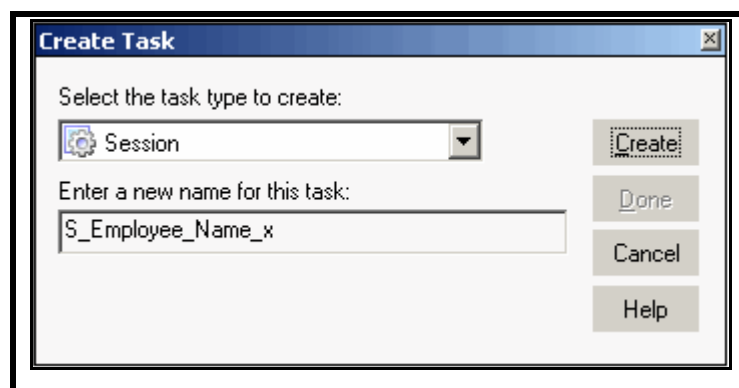 Create Task
Select the task type to create:
Session
Create
Enter a new name for this task:
Done
S_Employee_Name_x
Cancel
Help